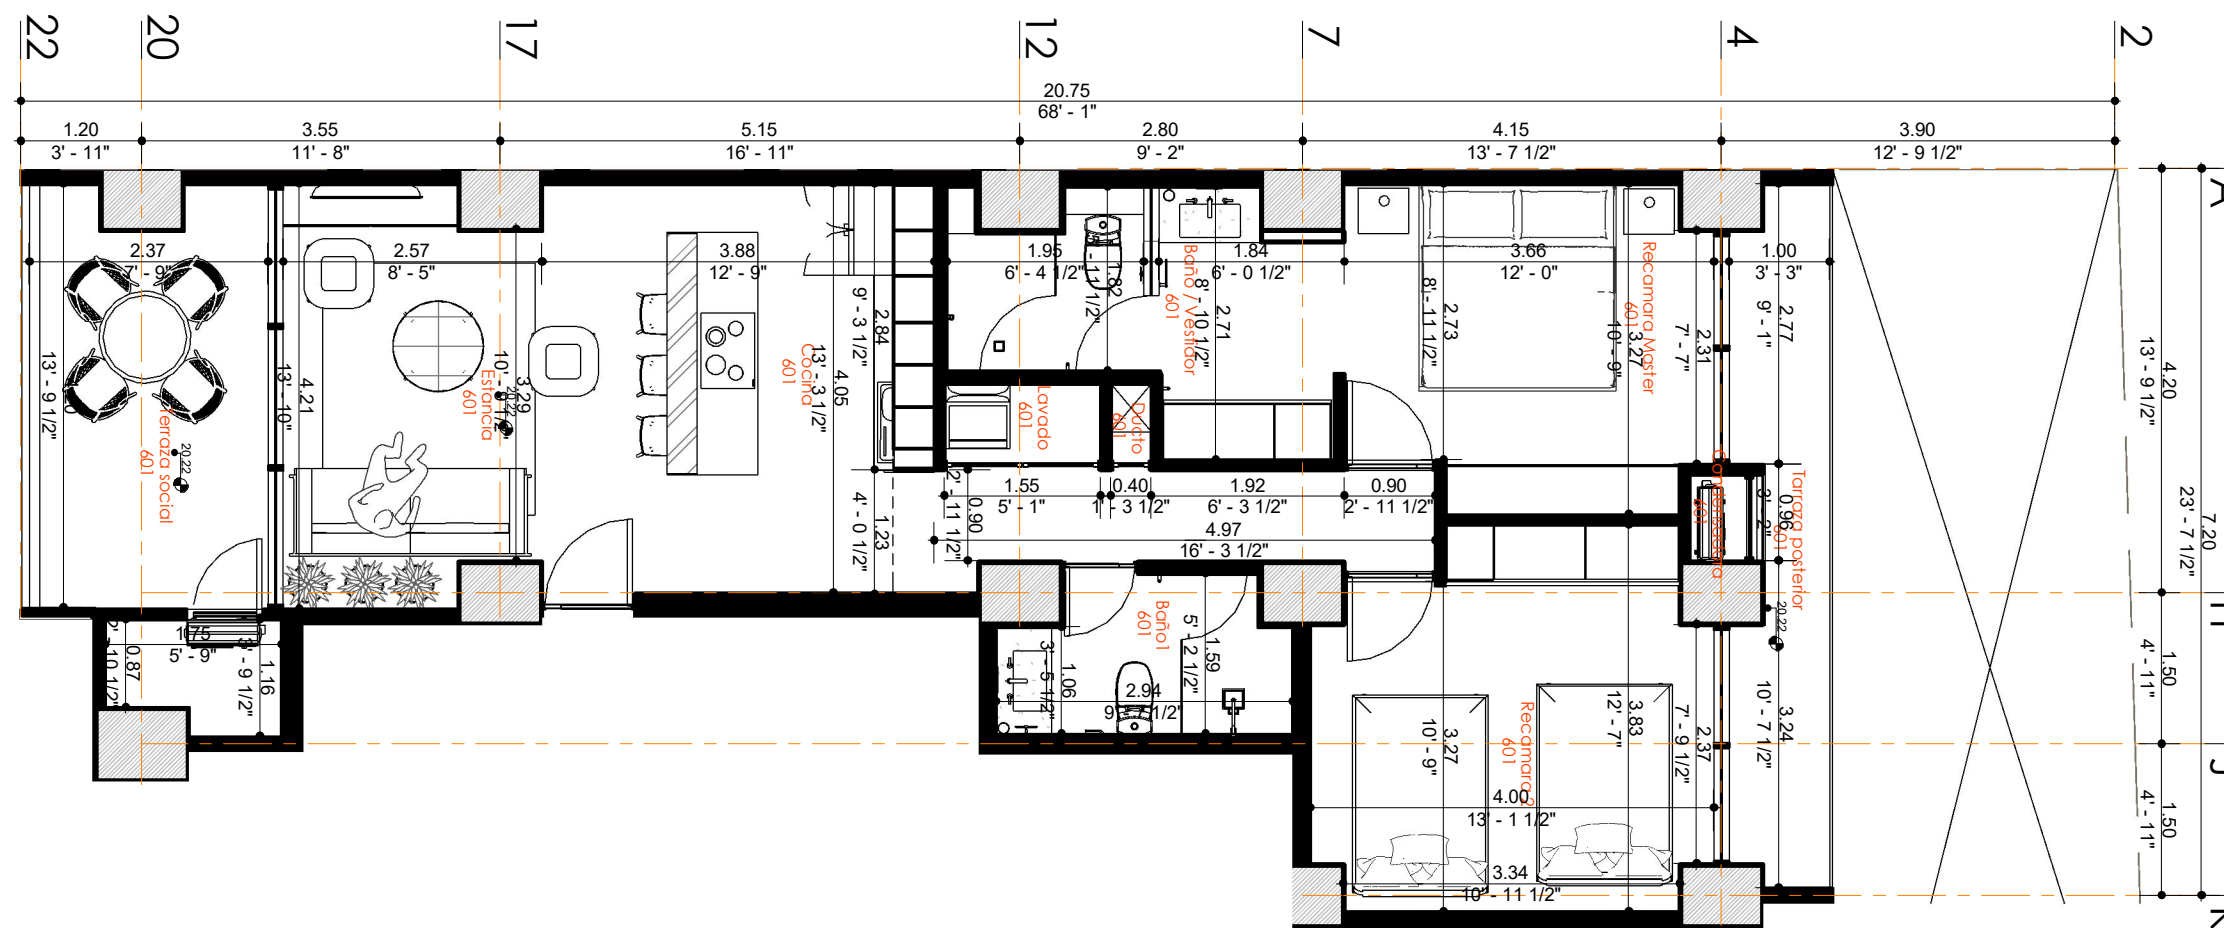 22
20
17
12
7
4
2
20.75
68' - 1"
1.20
3' - 11"
3.55
11' - 8"
5.15
16' - 11"
2.80
9' - 2"
4.15
13' - 7 1/2"
3.90
12' - 9 1/2"
A
H
J
K
4.20
13' - 9 1/2"
7.20
23' - 7 1/2"
1.50
4' - 11"
1.50
4' - 11"
2.37
7' - 9"
2.57
8' - 5"
3.88
12' - 9"
1.95
6' - 4 1/2"
1.84
6' - 0 1/2"
3.66
12' - 0"
1.00
3' - 3"
13' - 9 1/2"
Terraza social
601
20.22
4.21
13' - 10"
3.29
10' - 9 1/2"
Estancia
601
20.22
Cocina
601
4.05
13' - 3 1/2"
2.84
9' - 3 1/2"
1.23
4' - 0 1/2"
1.82
Baño / Vestidor
601
2.71
8' - 10 1/2"
2.73
8' - 11 1/2"
Recamara Master
601
3.27
10' - 9"
2.31
7' - 7"
2.77
9' - 1"
Lavado
601
Ducto
601
1.55
5' - 1"
0.40
1' - 3 1/2"
1.92
6' - 3 1/2"
0.90
2' - 11 1/2"
0.90
2' - 11 1/2"
4.97
16' - 3 1/2"
Condensadora
601
0.96
3' - 2"
Tarraza posterior
601
20.22
1.75
5' - 9"
0.87
2' - 10 1/2"
1.16
3' - 9 1/2"
Baño1
601
1.59
5' - 2 1/2"
1.06
3' - 5 1/2"
2.94
9' - 7 1/2"
3.27
10' - 9"
3.83
12' - 7"
Recámara 2
601
2.37
7' - 9 1/2"
3.24
10' - 7 1/2"
4.00
13' - 1 1/2"
3.34
10' - 11 1/2"